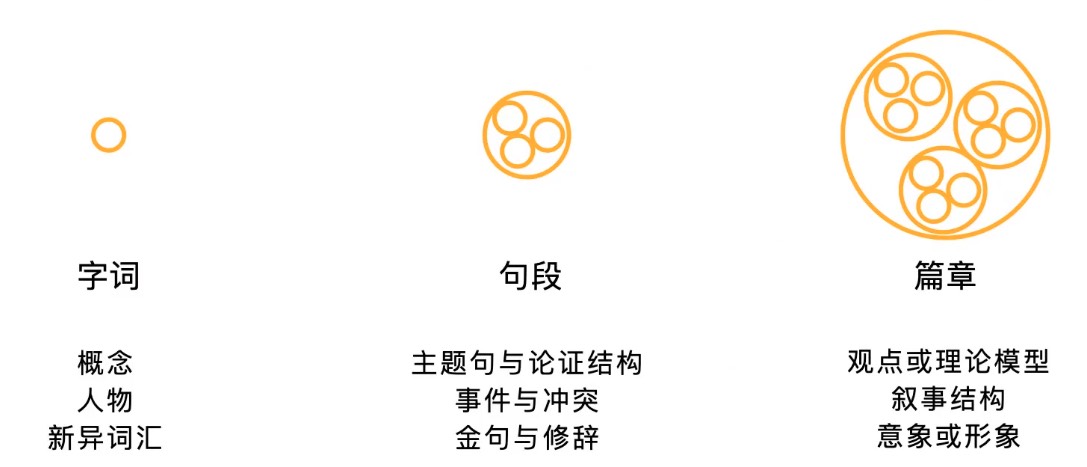 字词
句段
篇章
概念
主题句与论证结构
观点或理论模型
人物
事件与冲突
叙事结构
新异词汇
金句与修辞
意象或形象